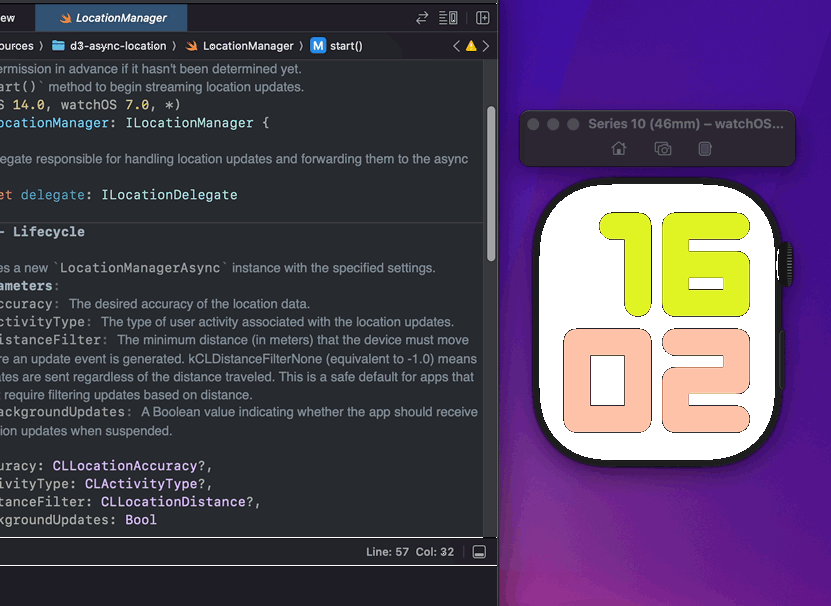 ew
LocationManager
ources 〉 d3-async-location 〉 LocationManager 〉 M start()
ermission in advance if it hasn't been determined yet.
art()` method to begin streaming location updates.
S 14.0, watchOS 7.0, *)
ocationManager: ILocationManager {
legate responsible for handling location updates and forwarding them to the async
et delegate: ILocationDelegate
- Lifecycle
es a new `LocationManagerAsync` instance with the specified settings.
ameters:
ccuracy: The desired accuracy of the location data.
ctivityType: The type of user activity associated with the location updates.
istanceFilter: The minimum distance (in meters) that the device must move
re an update event is generated. kCLDistanceFilterNone (equivalent to -1.0) means
ates are sent regardless of the distance traveled. This is a safe default for apps that
t require filtering updates based on distance.
ackgroundUpdates: A Boolean value indicating whether the app should receive
tion updates when suspended.
uracy: CLLocationAccuracy?,
ivityType: CLActivityType?,
tanceFilter: CLLocationDistance?,
kgroundUpdates: Bool
Line: 57 Col: 32
Series 10 (46mm) – watchOS...
16
02